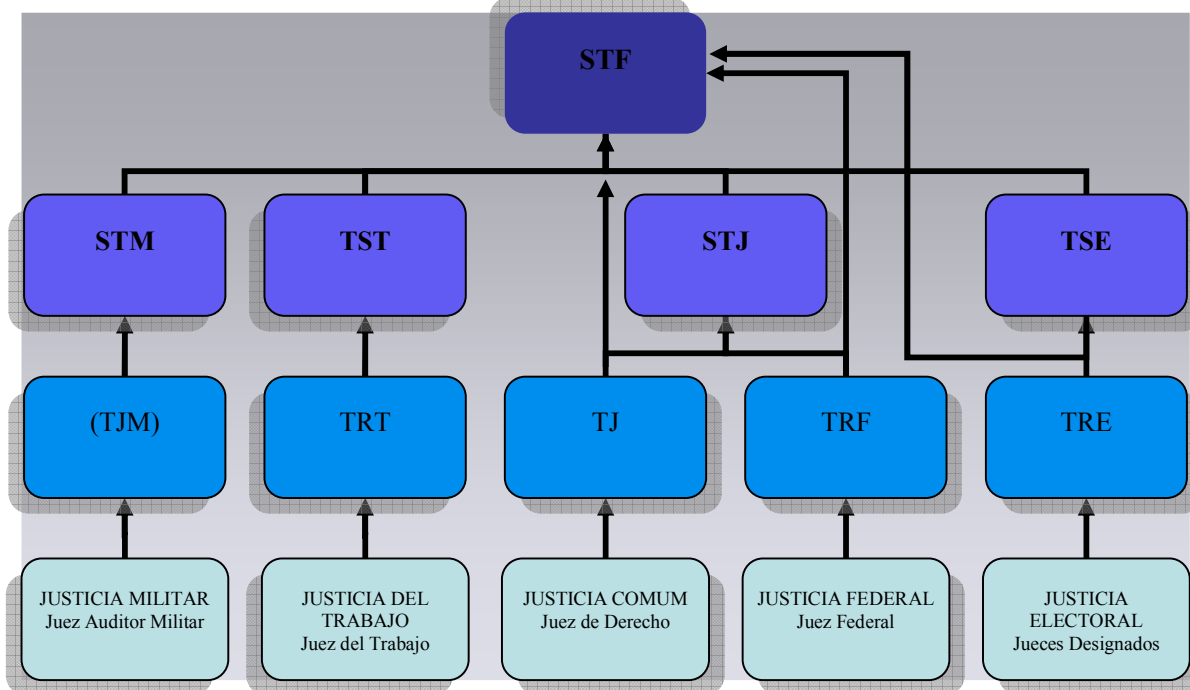 STF
STM
TST
STJ
TSE
(TJM)
TRT
TJ
TRF
TRE
JUSTICIA MILITAR
Juez Auditor Militar
JUSTICIA DEL
TRABAJO
Juez del Trabajo
JUSTICIA COMUM
Juez de Derecho
JUSTICIA FEDERAL
Juez Federal
JUSTICIA
ELECTORAL
Jueces Designados